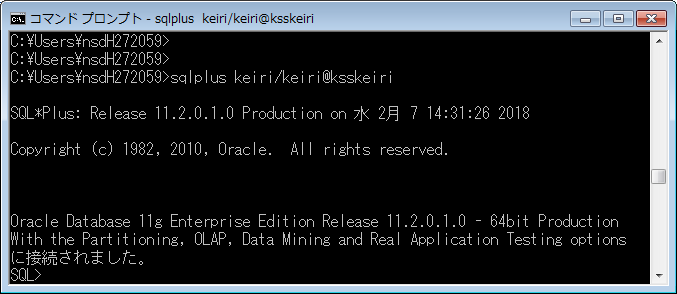 コマンド プロンプト - sqlplus keiri/keiri@ksskeiri
C:¥Users¥nsdH272059>
C:¥Users¥nsdH272059>
C:¥Users¥nsdH272059>sqlplus keiri/keiri@ksskeiri
SQL*Plus: Release 11.2.0.1.0 Production on 水 2月 7 14:31:26 2018
Copyright (c) 1982, 2010, Oracle.  All rights reserved.
Oracle Database 11g Enterprise Edition Release 11.2.0.1.0 - 64bit Production
With the Partitioning, OLAP, Data Mining and Real Application Testing options
に接続されました。
SQL>